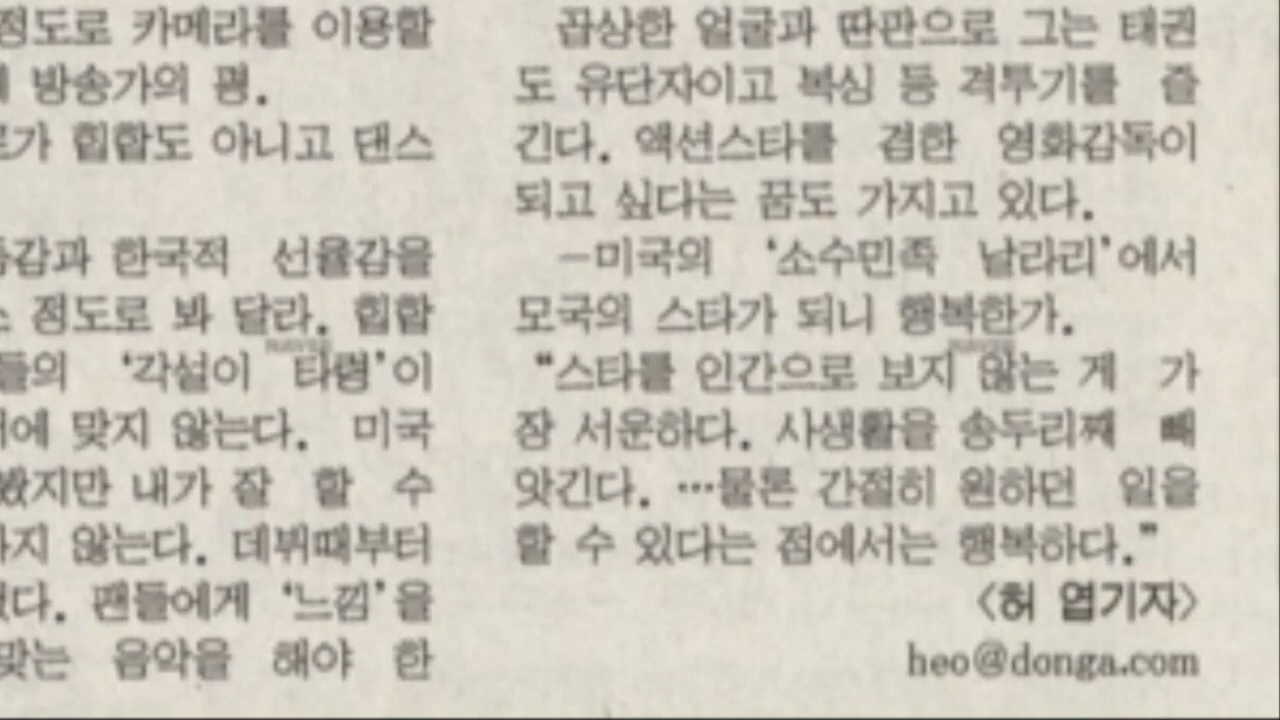 정도로 카메라를 이용할
방송가의 평.
가 힙합도 아니고 댄스
감과 한국적 선율감을
정도로 봐 달라. 힙합
들의 '각설이 타령'이
에 맞지 않는다. 미국
봤지만 내가 잘 할 수
지 않는다. 데뷔때부터
다. 팬들에게 '느낌'을
맞는 음악을 해야 한
곱상한 얼굴과 딴판으로 그는 태권
도 유단자이고 복싱 등 격투기를 즐
긴다. 액션스타를 겸한 영화감독이
되고 싶다는 꿈도 가지고 있다.
―미국의 '소수민족 날라리'에서
모국의 스타가 되니 행복한가.
"스타를 인간으로 보지 않는 게 가
장 서운하다. 사생활을 송두리째 빼
앗긴다. …물론 간절히 원하던 일을
할 수 있다는 점에서는 행복하다."
〈허 엽기자〉
heo@donga.com